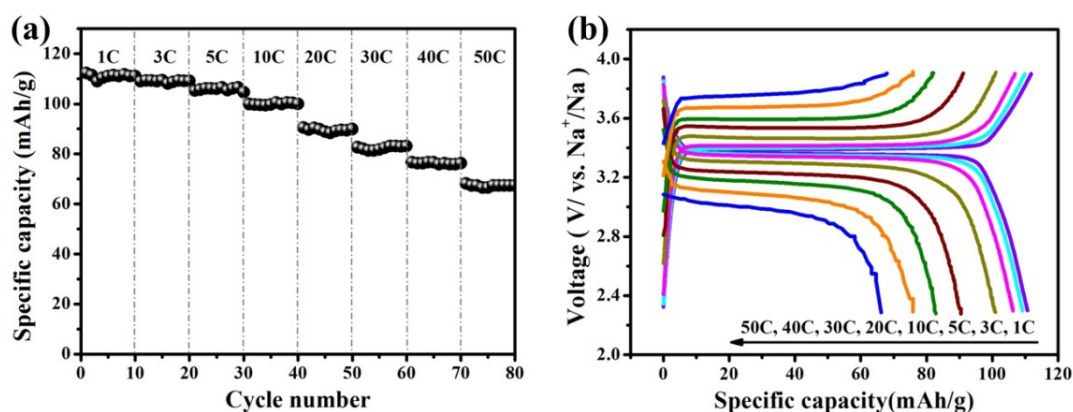 (a)
1C 3C 5C 10C 20C 30C 40C 50C
120
100
80
60
40
20
0
0 10 20 30 40 50 60 70 80
Specific capacity (mAh/g)
Cycle number
(b)
4.0
3.6
3.2
2.8
2.4
2.0
0 20 40 60 80 100 120
Voltage ( V/ vs. Na⁺/Na )
50C, 40C, 30C, 20C, 10C, 5C, 3C, 1C
Specific capacity(mAh/g)